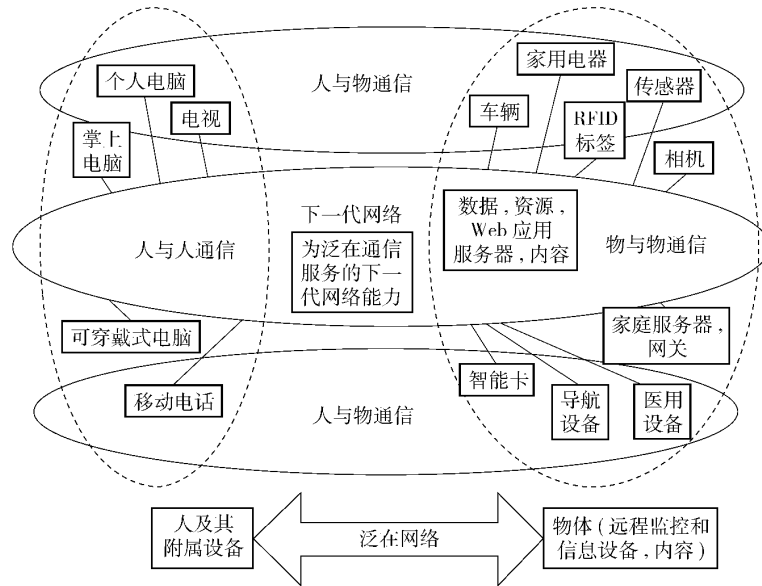 个人电脑
人与物通信
家用电器
传感器
电视
车辆
RFID
标签
掌上
电脑
相机
下一代网络
数据，资源，
Web 应用
服务器，内容
人与人通信
为泛在通信
服务的下一
代网络能力
物与物通信
可穿戴式电脑
家庭服务器，
网关
移动电话
人与物通信
智能卡
导航
设备
医用
设备
人及其
附属设备
泛在网络
物体（远程监控和
信息设备，内容）